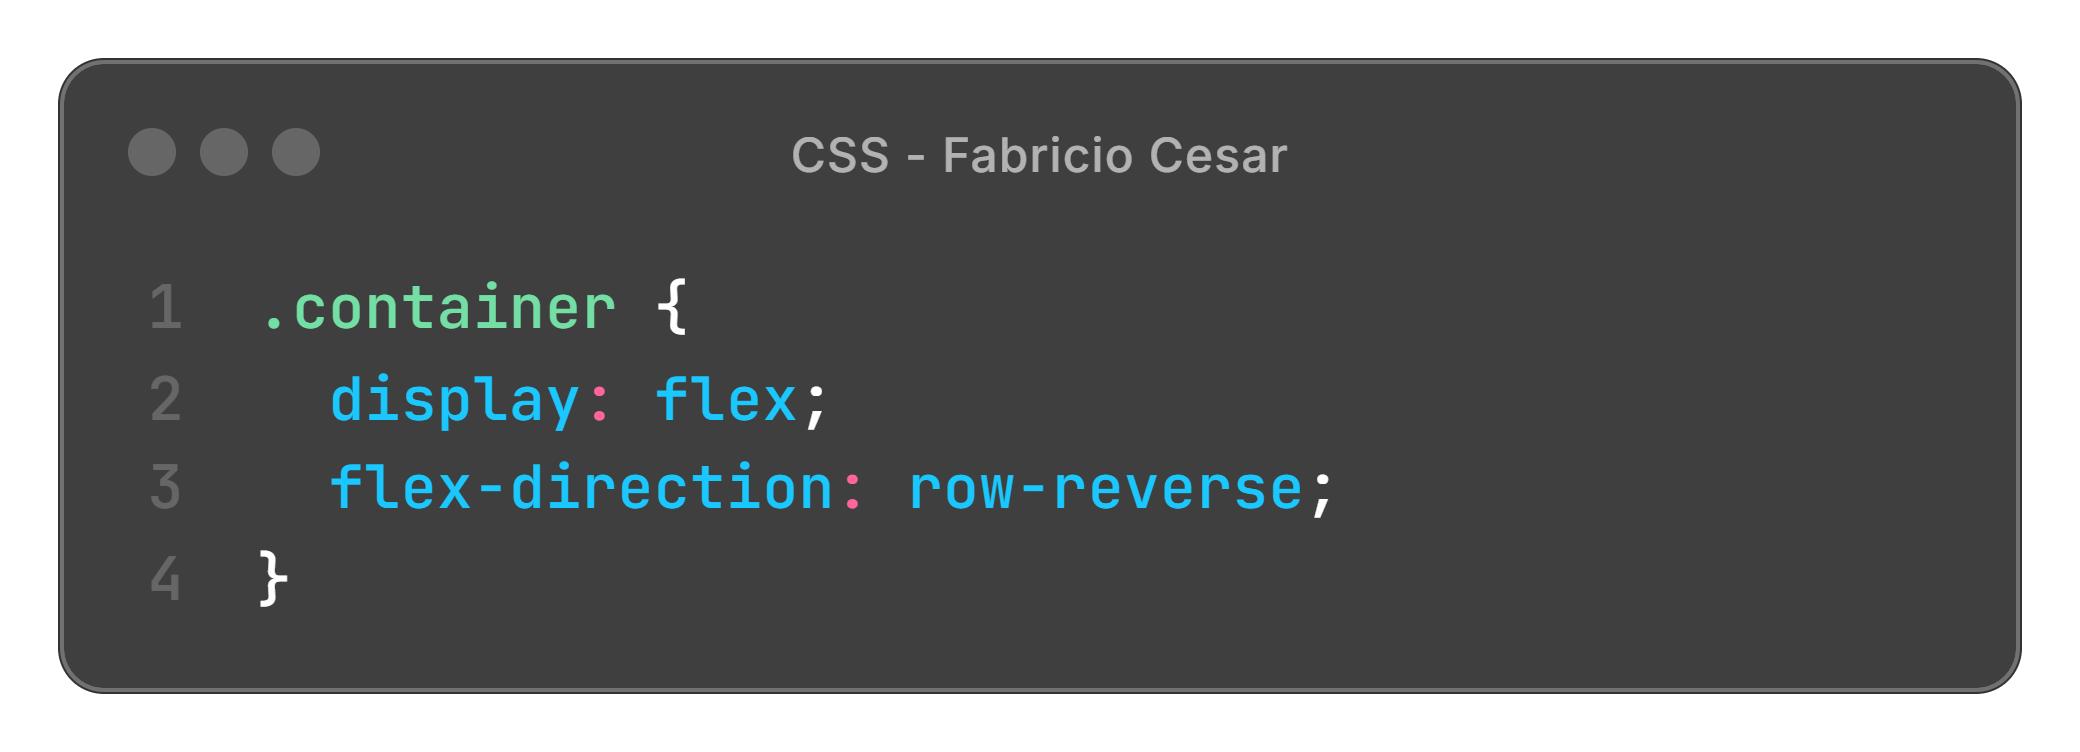 CSS - Fabricio Cesar
1 .container {
2   display: flex;
3   flex-direction: row-reverse;
4 }